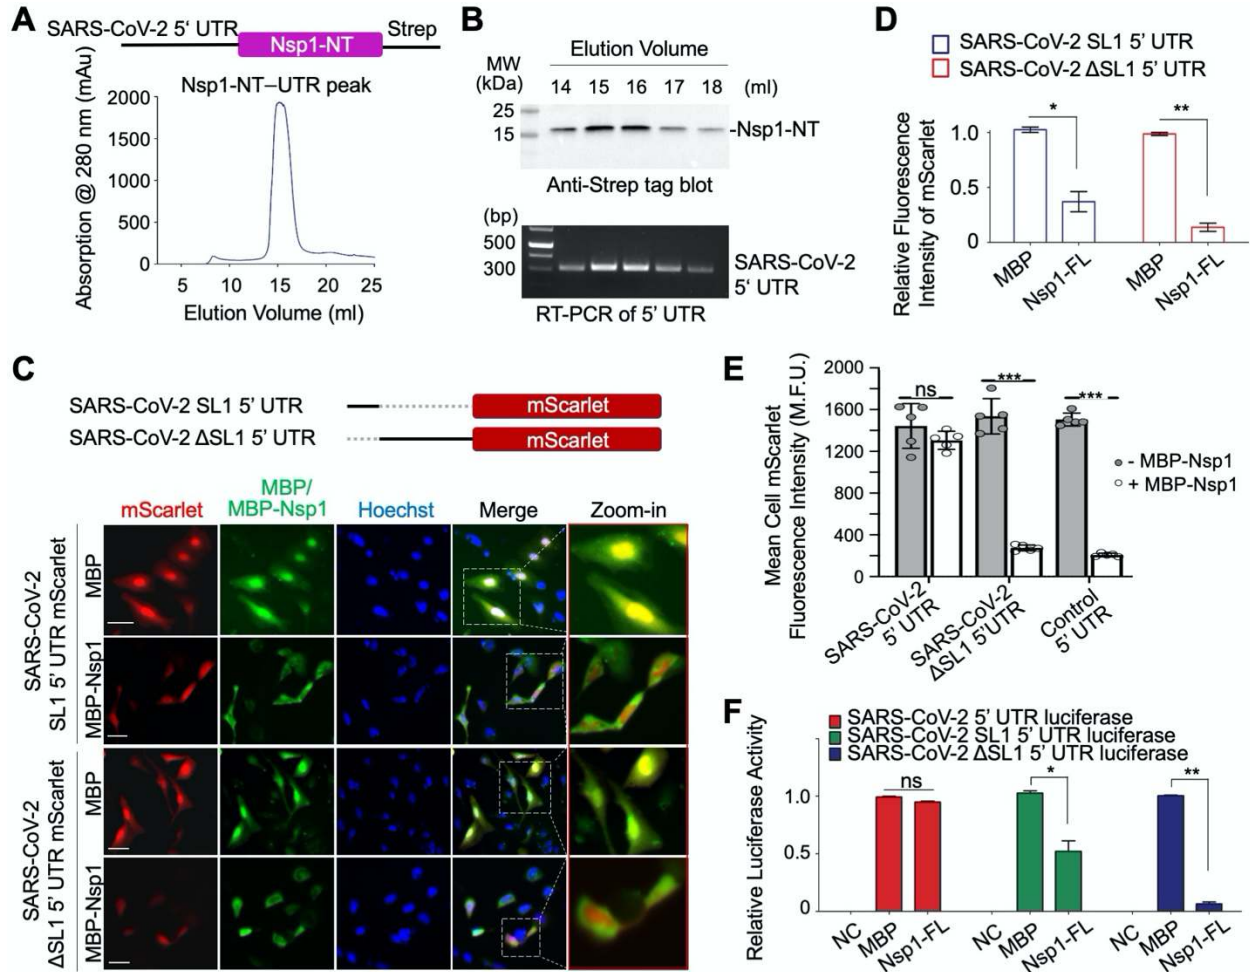 A
SARS-CoV-2 5‘ UTR
Nsp1-NT
Strep
Nsp1-NT–UTR peak
Absorption @ 280 nm (mAu)
2000
1500
1000
500
0
5 10 15 20 25
Elution Volume (ml)
B
Elution Volume
MW
(kDa)
14 15 16 17 18 (ml)
25
15
-Nsp1-NT
Anti-Strep tag blot
(bp)
500
300
SARS-CoV-2
5’ UTR
RT-PCR of 5’ UTR
C
SARS-CoV-2 SL1 5’ UTR
mScarlet
SARS-CoV-2 ΔSL1 5’ UTR
mScarlet
mScarlet
MBP/
MBP-Nsp1
Hoechst
Merge
Zoom-in
SARS-CoV-2
SL1 5’ UTR mScarlet
MBP
MBP-Nsp1
SARS-CoV-2
ΔSL1 5’ UTR mScarlet
MBP
MBP-Nsp1
D
SARS-CoV-2 SL1 5’ UTR
SARS-CoV-2 ΔSL1 5’ UTR
Relative Fluorescence
Intensity of mScarlet
1.0
0.5
0
*
**
MBP
Nsp1-FL
MBP
Nsp1-FL
E
Mean Cell mScarlet
Fluorescence Intensity (M.F.U.)
2000
1600
1200
800
400
0
ns
***
***
- MBP-Nsp1
+ MBP-Nsp1
SARS-CoV-2
5’ UTR
SARS-CoV-2
ΔSL1 5’UTR
Control
5’ UTR
F
SARS-CoV-2 5’ UTR luciferase
SARS-CoV-2 SL1 5’ UTR luciferase
SARS-CoV-2 ΔSL1 5’ UTR luciferase
Relative Luciferase Activity
1.0
0.5
0
ns
*
**
NC
MBP
Nsp1-FL
NC
MBP
Nsp1-FL
NC
MBP
Nsp1-FL